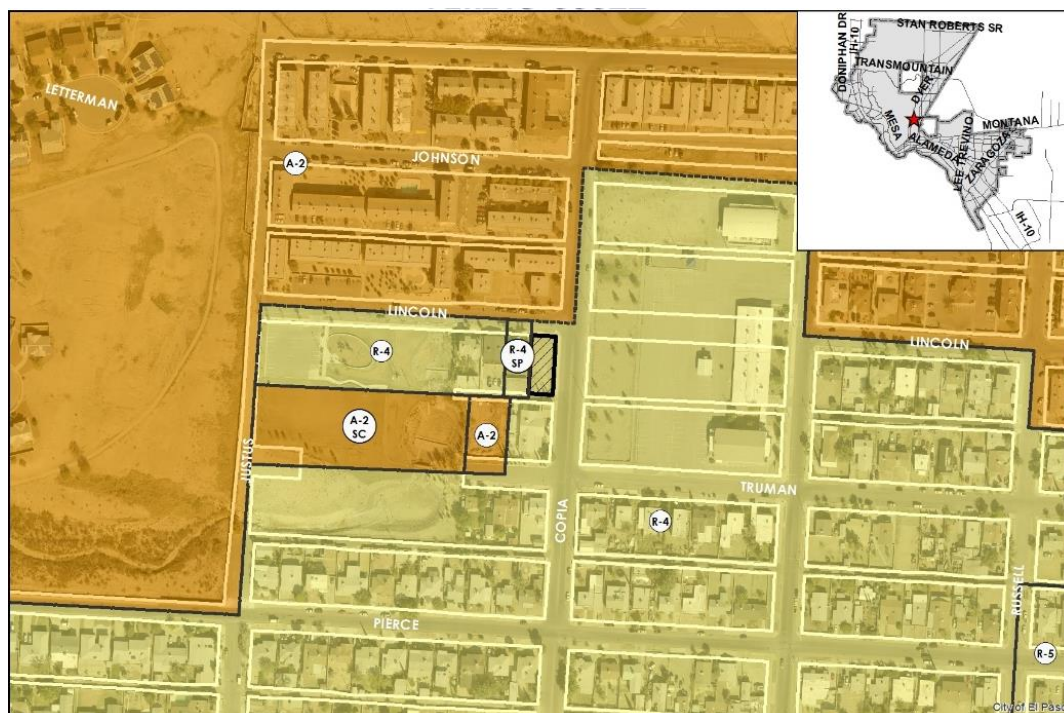 LETTERMAN
JOHNSON
A-2
LINCOLN
R-4
R-4
SP
A-2
SC
A-2
JUSTUS
COPIA
TRUMAN
R-4
PIERCE
LINCOLN
RUSSELL
R-5
STAN ROBERTS SR
DONIPHAN DR
IH-10
TRANSMOUNTAIN
DYER
MESA
ALAMEDA
LEE TREVINO
MONTANA
ZARAGOZA
IH-10